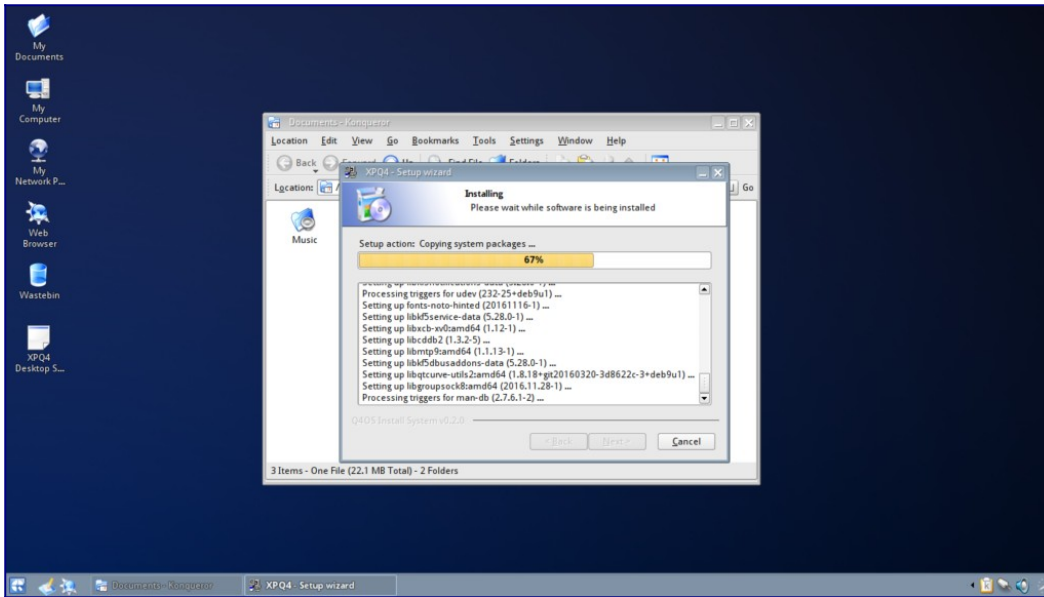 My
Documents
My
Computer
My
Network P...
Web
Browser
Wastebin
XPQ4
Desktop S...
Documents - Konqueror
Location Edit View Go Bookmarks Tools Settings Window Help
Back
Location:
Go
Music
XPQ4 - Setup wizard
Installing
Please wait while software is being installed
Setup action: Copying system packages ...
67%
Processing triggers for udev (232-25+deb9u1) ...
Setting up fonts-noto-hinted (20161116-1) ...
Setting up libkf5service-data (5.28.0-1) ...
Setting up libxcb-xv0:amd64 (1.12-1) ...
Setting up libcddb2 (1.3.2-5) ...
Setting up libmtp9:amd64 (1.1.13-1) ...
Setting up libkf5dbusaddons-data (5.28.0-1) ...
Setting up libqtcurve-utils2:amd64 (1.8.18+git20160320-3d8622c-3+deb9u1) ...
Setting up libgroupsock8:amd64 (2016.11.28-1) ...
Processing triggers for man-db (2.7.6.1-2) ...
Q4OS Install System v0.2.0
< Back Next > Cancel
3 Items - One File (22.1 MB Total) - 2 Folders
Documents - Konqueror XPQ4 - Setup wizard